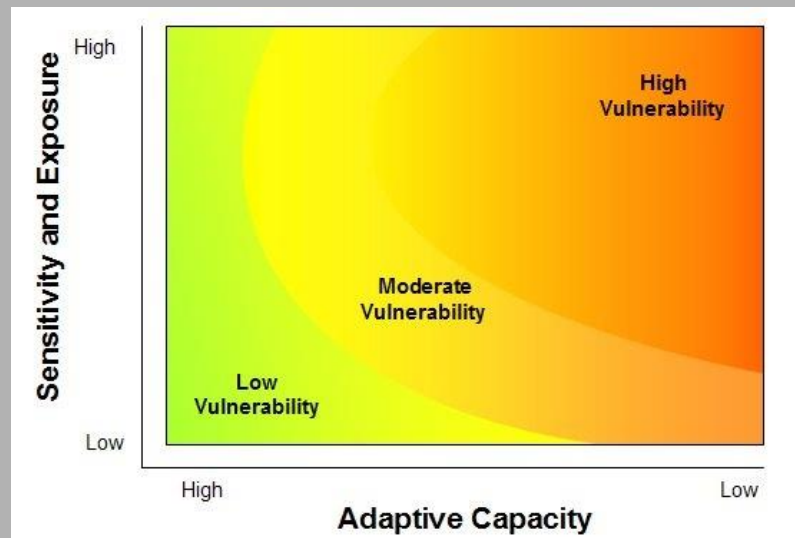 Sensitivity and Exposure
High
High
Vulnerability
Moderate
Vulnerability
Low
Vulnerability
Low
High
Low
Adaptive Capacity